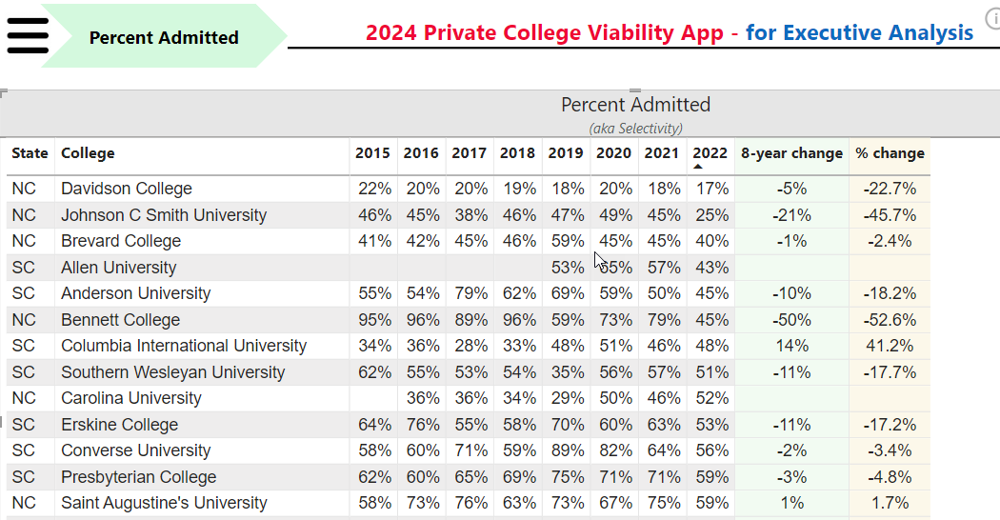 Percent Admitted
2024 Private College Viability App - for Executive Analysis
Percent Admitted
(aka Selectivity)
State College 2015 2016 2017 2018 2019 2020 2021 2022 8-year change % change
NC Davidson College 22% 20% 20% 19% 18% 20% 18% 17% -5% -22.7%
NC Johnson C Smith University 46% 45% 38% 46% 47% 49% 45% 25% -21% -45.7%
NC Brevard College 41% 42% 45% 46% 59% 45% 45% 40% -1% -2.4%
SC Allen University 53% 57% 43%
SC Anderson University 55% 54% 79% 62% 69% 59% 50% 45% -10% -18.2%
NC Bennett College 95% 96% 89% 96% 59% 73% 79% 45% -50% -52.6%
SC Columbia International University 34% 36% 28% 33% 48% 51% 46% 48% 14% 41.2%
SC Southern Wesleyan University 62% 55% 53% 54% 35% 56% 57% 51% -11% -17.7%
NC Carolina University 36% 36% 34% 29% 50% 46% 52%
SC Erskine College 64% 76% 55% 58% 70% 60% 63% 53% -11% -17.2%
SC Converse University 58% 60% 71% 59% 89% 82% 64% 56% -2% -3.4%
SC Presbyterian College 62% 60% 65% 69% 75% 71% 71% 59% -3% -4.8%
NC Saint Augustine's University 58% 73% 76% 63% 73% 67% 75% 59% 1% 1.7%